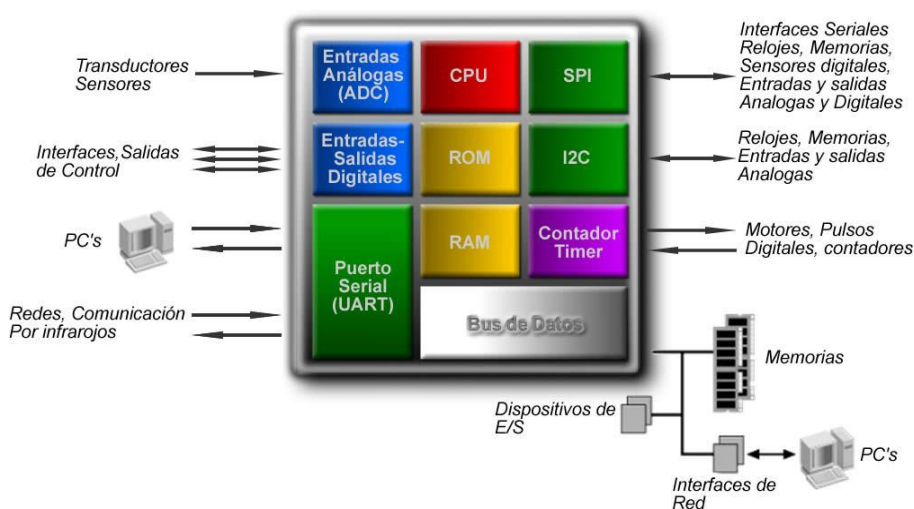 Transductores
Sensores
Interfaces,Salidas
de Control
PC's
Redes, Comunicación
Por infrarojos
Entradas
Análogas
(ADC)
CPU
SPI
Entradas-
Salidas
Digitales
ROM
I2C
Puerto
Serial
(UART)
RAM
Contador
Timer
Bus de Datos
Interfaces Seriales
Relojes, Memorias,
Sensores digitales,
Entradas y salidas
Analogas y Digitales
Relojes, Memorias,
Entradas y salidas
Analogas
Motores, Pulsos
Digitales, contadores
Memorias
Dispositivos de
E/S
Interfaces de
Red
PC's